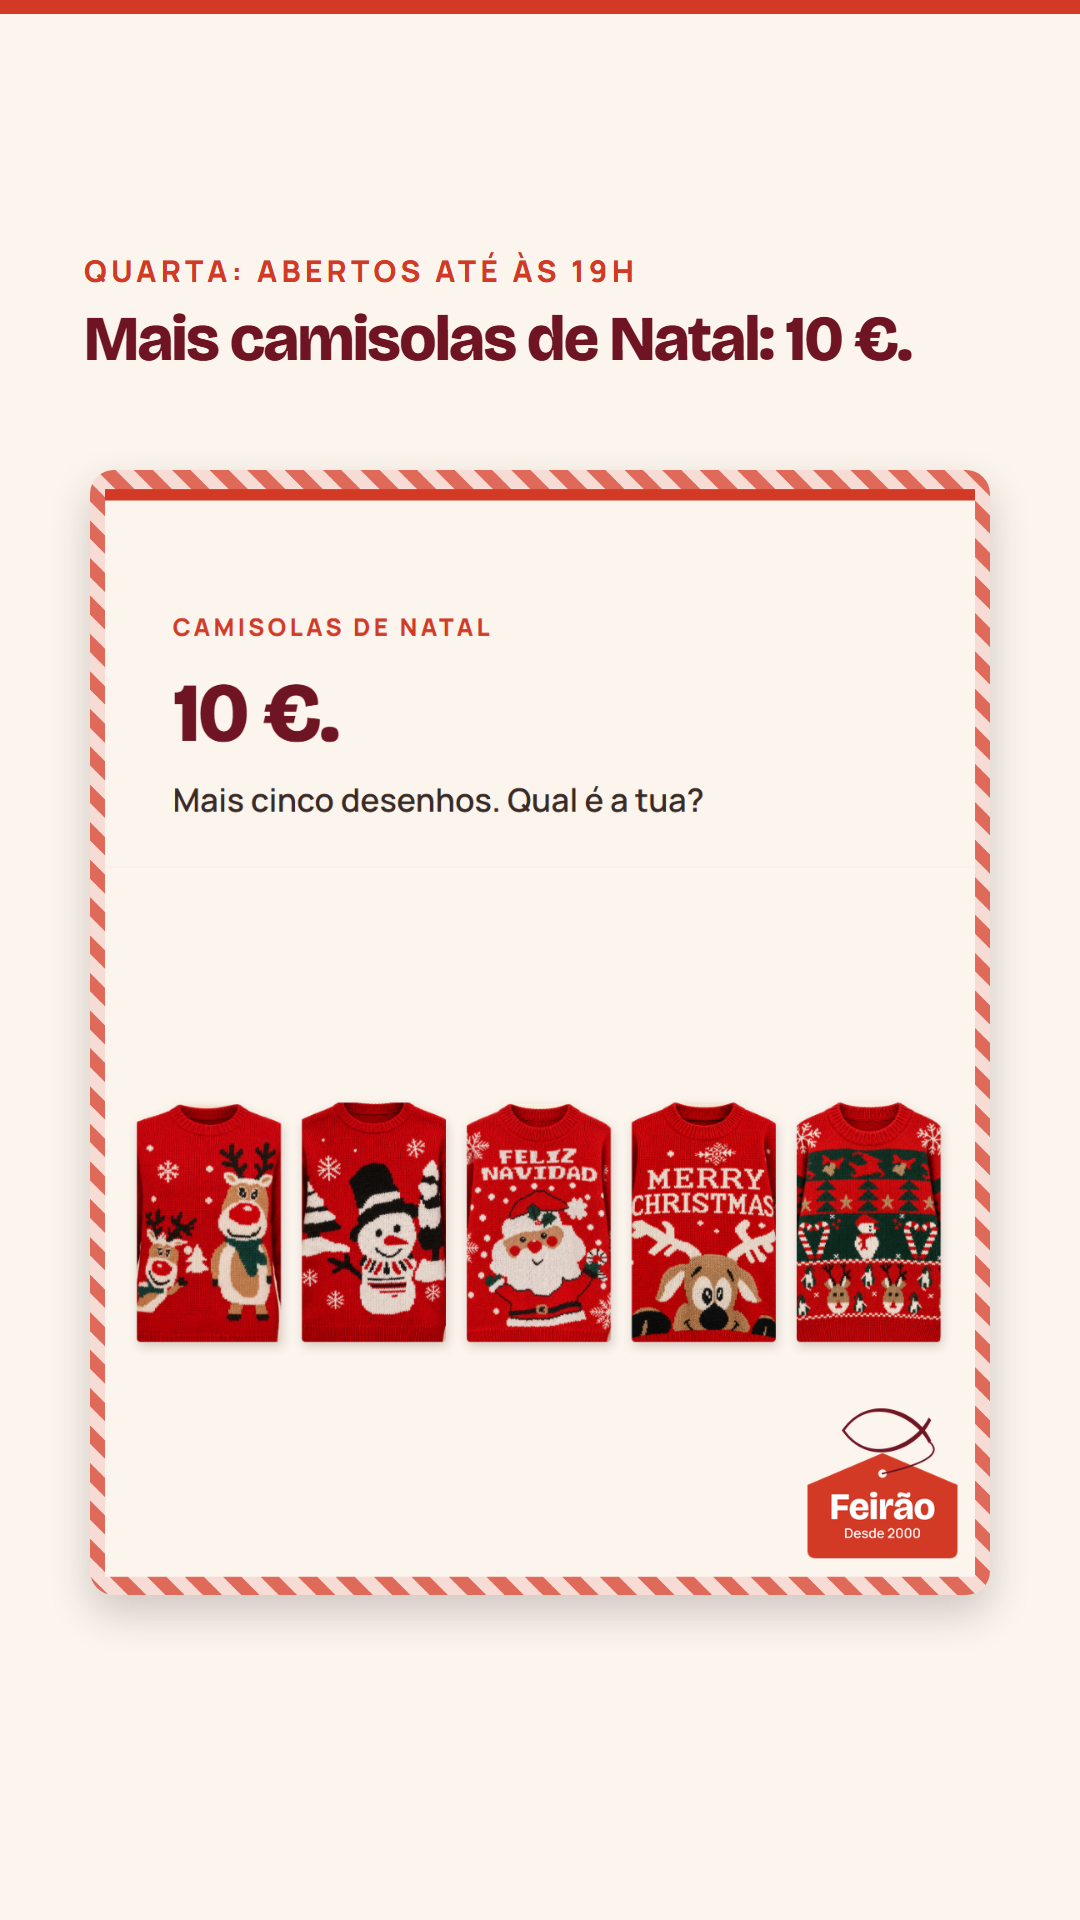 QUARTA: ABERTOS ATÉ ÀS 19H
Mais camisolas de Natal: 10 €.
CAMISOLAS DE NATAL
10 €.
Mais cinco desenhos. Qual é a tua?
FELIZ
NAVIDAD
MERRY
CHRISTMAS
Feirão
Desde 2000